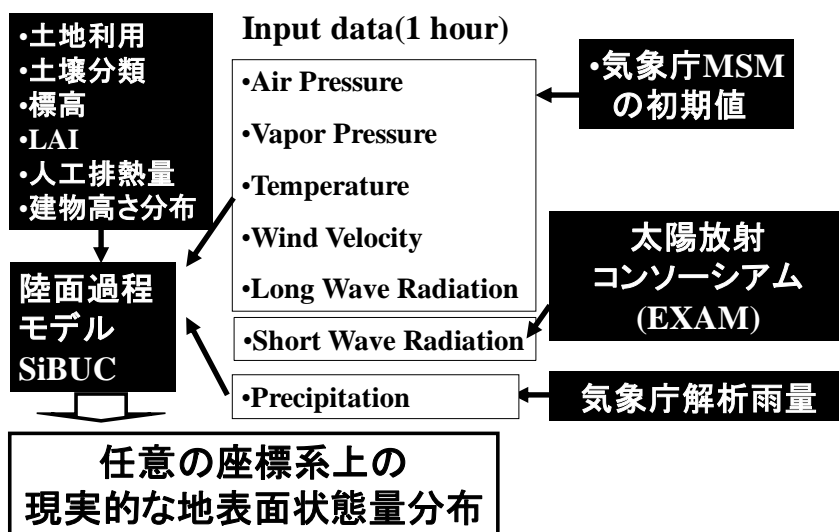 •土地利用
•土壌分類
•標高
•LAI
•人工排熱量
•建物高さ分布
陸面過程
モデル
SiBUC
Input data(1 hour)
•Air Pressure
•Vapor Pressure
•Temperature
•Wind Velocity
•Long Wave Radiation
•Short Wave Radiation
•Precipitation
•気象庁MSM
の初期値
太陽放射
コンソーシアム
(EXAM)
気象庁解析雨量
任意の座標系上の
現実的な地表面状態量分布